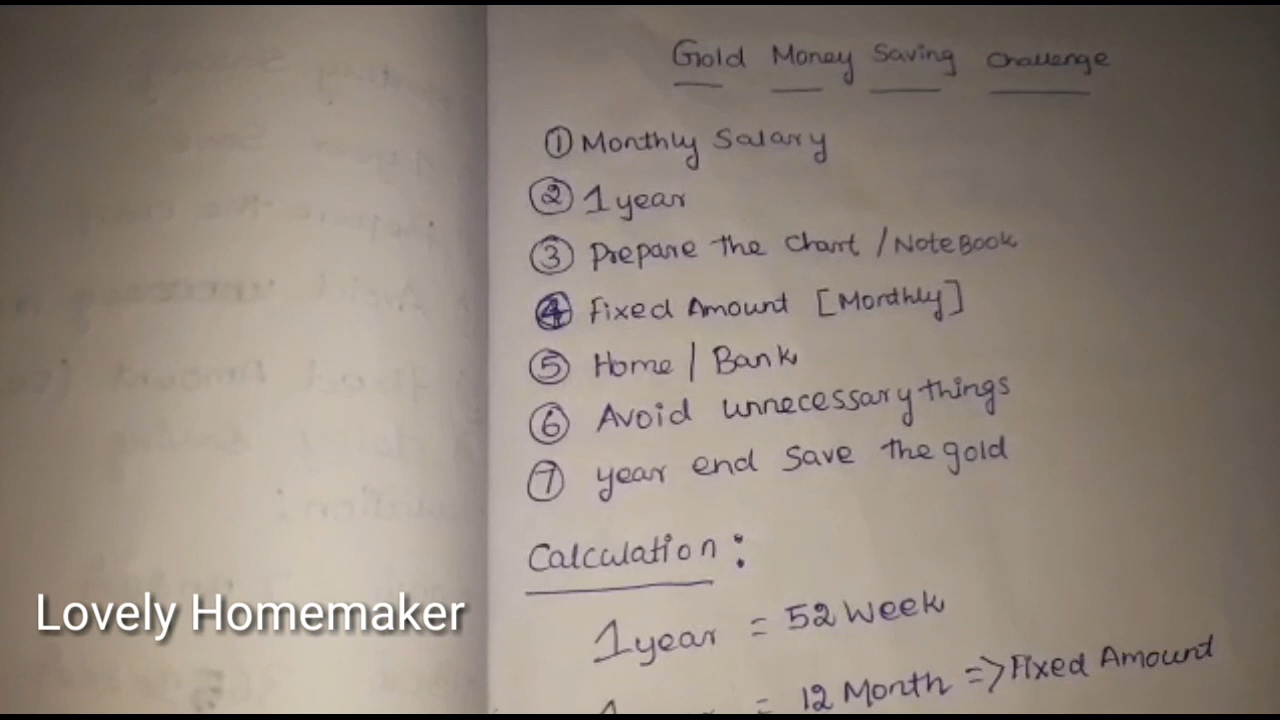 Gold Money Saving Challenge
① Monthly Salary
② 1 year
③ Prepare the Chart / NoteBook
④ Fixed Amount [Monthly]
⑤ Home / Bank
⑥ Avoid unnecessary things
⑦ year end save the gold
Calculation :
1 year = 52 week
= 12 Month => Fixed Amount
Lovely Homemaker